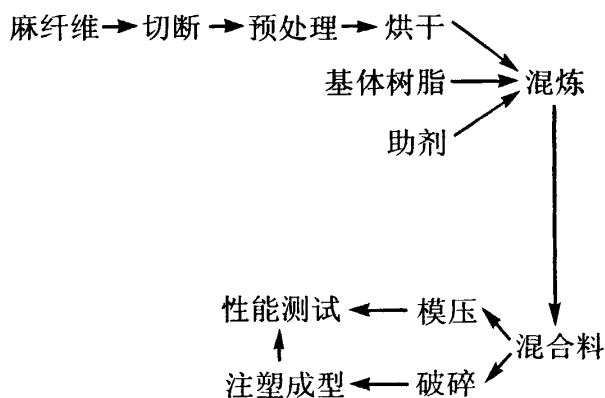 麻纤维→切断→预处理→烘干
基体树脂→混炼
助剂
性能测试←模压
混合料
注塑成型←破碎